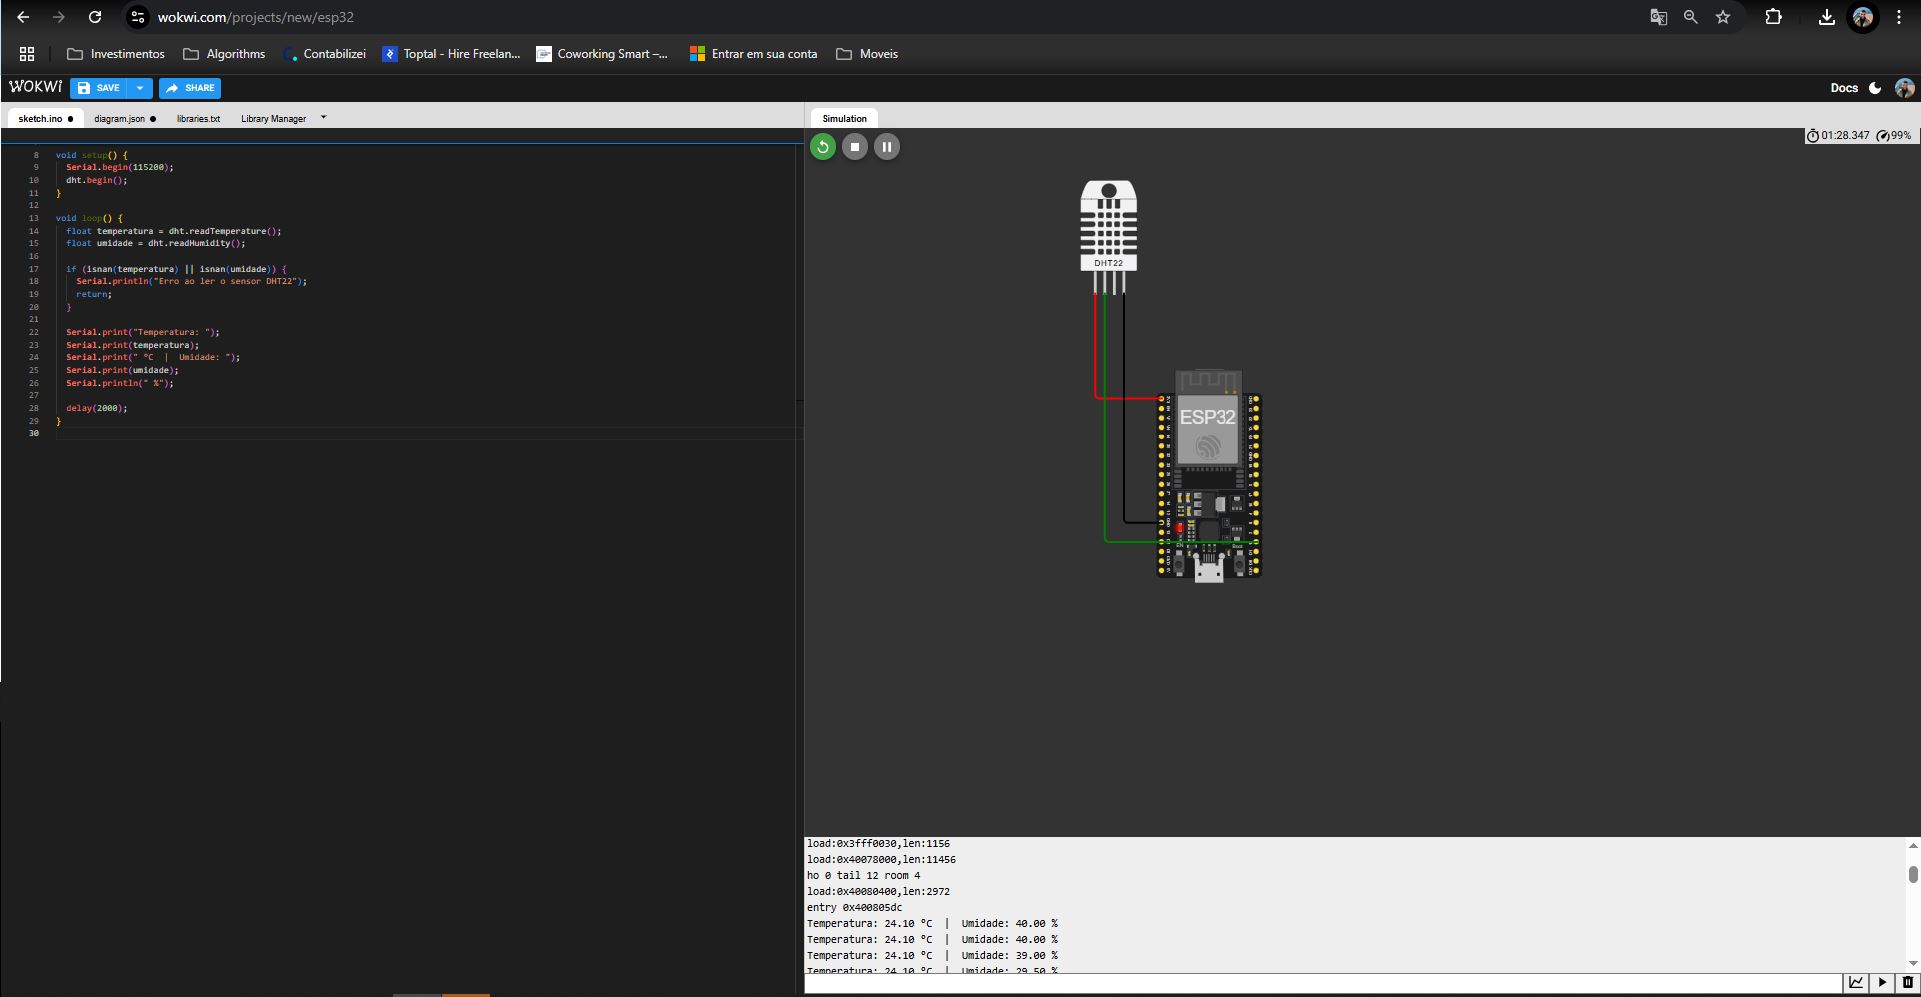 wokwi.com/projects/new/esp32
Investimentos
Algorithms
Contabilizei
Toptal - Hire Freelan...
Coworking Smart –...
Entrar em sua conta
Moveis
WOKWi
SAVE
SHARE
Docs
sketch.ino ●
diagram.json ●
libraries.txt
Library Manager
Simulation
01:28.347
99%
8 void setup() {
9 Serial.begin(115200);
10 dht.begin();
11 }
12
13 void loop() {
14 float temperatura = dht.readTemperature();
15 float umidade = dht.readHumidity();
16
17 if (isnan(temperatura) || isnan(umidade)) {
18 Serial.println("Erro ao ler o sensor DHT22");
19 return;
20 }
21
22 Serial.print("Temperatura: ");
23 Serial.print(temperatura);
24 Serial.print(" °C  |  Umidade: ");
25 Serial.print(umidade);
26 Serial.println(" %");
27
28 delay(2000);
29 }
30
DHT22
ESP32
Boot
load:0x3fff0030,len:1156
load:0x40078000,len:11456
ho 0 tail 12 room 4
load:0x40080400,len:2972
entry 0x400805dc
Temperatura: 24.10 °C  |  Umidade: 40.00 %
Temperatura: 24.10 °C  |  Umidade: 40.00 %
Temperatura: 24.10 °C  |  Umidade: 39.00 %
Temperatura: 24.10 °C  |  Umidade: 29.50 %